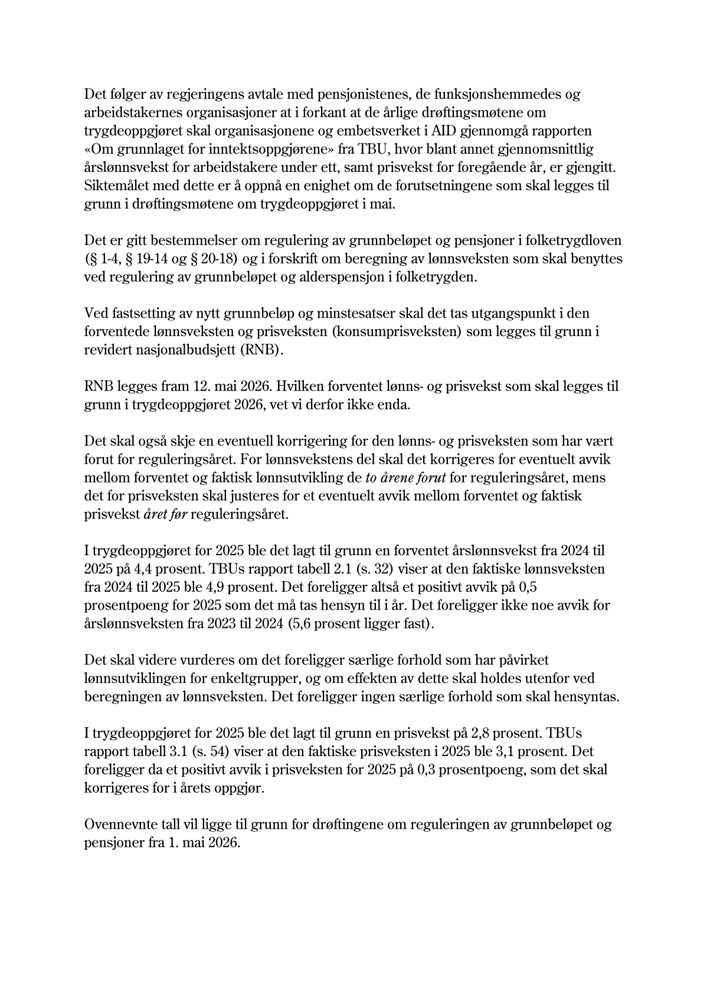 Det følger av regjeringens avtale med pensjonistenes, de funksjonshemmedes og
arbeidstakernes organisasjoner at i forkant at de årlige drøftingsmøtene om
trygdeoppgjøret skal organisasjonene og embetsverket i AID gjennomgå rapporten
«Om grunnlaget for inntektsoppgjørene» fra TBU, hvor blant annet gjennomsnittlig
årslønnsvekst for arbeidstakere under ett, samt prisvekst for foregående år, er gjengitt.
Siktemålet med dette er å oppnå en enighet om de forutsetningene som skal legges til
grunn i drøftingsmøtene om trygdeoppgjøret i mai.
Det er gitt bestemmelser om regulering av grunnbeløpet og pensjoner i folketrygdloven
(§ 1-4, § 19-14 og § 20-18) og i forskrift om beregning av lønnsveksten som skal benyttes
ved regulering av grunnbeløpet og alderspensjon i folketrygden.
Ved fastsetting av nytt grunnbeløp og minstesatser skal det tas utgangspunkt i den
forventede lønnsveksten og prisveksten (konsumprisveksten) som legges til grunn i
revidert nasjonalbudsjett (RNB).
RNB legges fram 12. mai 2026. Hvilken forventet lønns- og prisvekst som skal legges til
grunn i trygdeoppgjøret 2026, vet vi derfor ikke enda.
Det skal også skje en eventuell korrigering for den lønns- og prisveksten som har vært
forut for reguleringsåret. For lønnsvekstens del skal det korrigeres for eventuelt avvik
mellom forventet og faktisk lønnsutvikling de to årene forut for reguleringsåret, mens
det for prisveksten skal justeres for et eventuelt avvik mellom forventet og faktisk
prisvekst året før reguleringsåret.
I trygdeoppgjøret for 2025 ble det lagt til grunn en forventet årslønnsvekst fra 2024 til
2025 på 4,4 prosent. TBUs rapport tabell 2.1 (s. 32) viser at den faktiske lønnsveksten
fra 2024 til 2025 ble 4,9 prosent. Det foreligger altså et positivt avvik på 0,5
prosentpoeng for 2025 som det må tas hensyn til i år. Det foreligger ikke noe avvik for
årslønnsveksten fra 2023 til 2024 (5,6 prosent ligger fast).
Det skal videre vurderes om det foreligger særlige forhold som har påvirket
lønnsutviklingen for enkeltgrupper, og om effekten av dette skal holdes utenfor ved
beregningen av lønnsveksten. Det foreligger ingen særlige forhold som skal hensyntas.
I trygdeoppgjøret for 2025 ble det lagt til grunn en prisvekst på 2,8 prosent. TBUs
rapport tabell 3.1 (s. 54) viser at den faktiske prisveksten i 2025 ble 3,1 prosent. Det
foreligger da et positivt avvik i prisveksten for 2025 på 0,3 prosentpoeng, som det skal
korrigeres for i årets oppgjør.
Ovennevnte tall vil ligge til grunn for drøftingene om reguleringen av grunnbeløpet og
pensjoner fra 1. mai 2026.